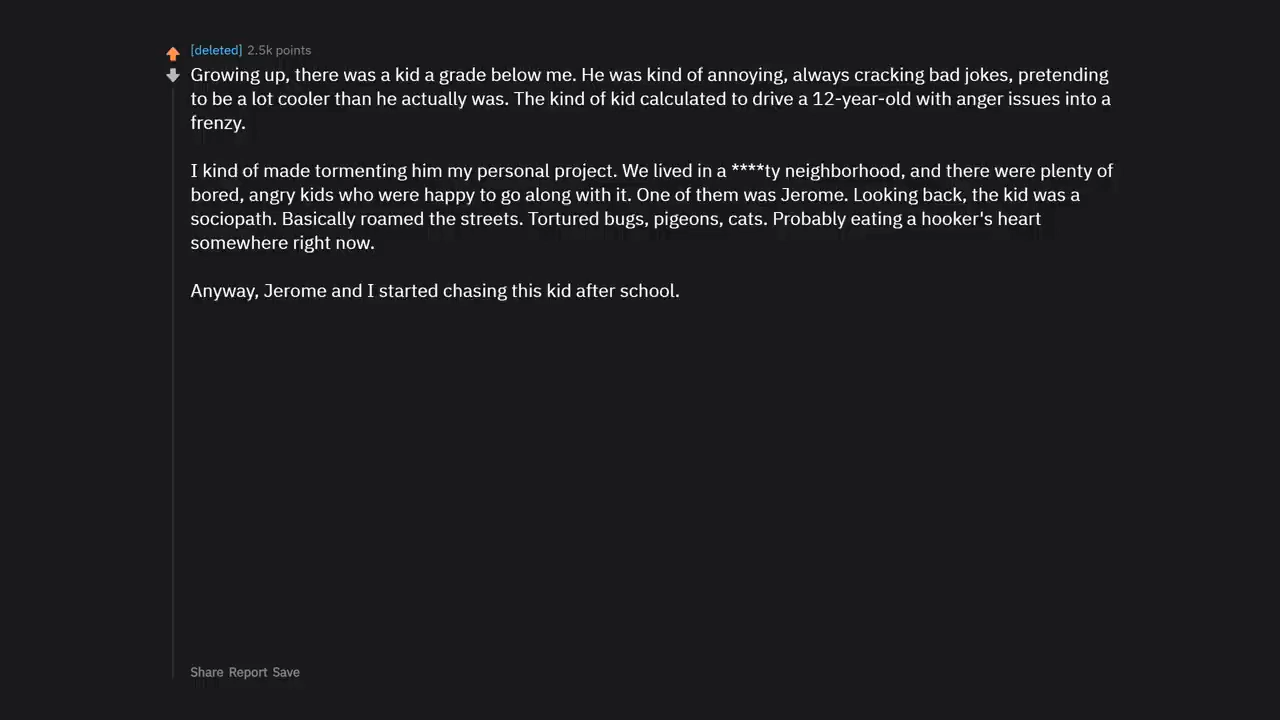 [deleted] 2.5k points
Growing up, there was a kid a grade below me. He was kind of annoying, always cracking bad jokes, pretending
to be a lot cooler than he actually was. The kind of kid calculated to drive a 12-year-old with anger issues into a
frenzy.
I kind of made tormenting him my personal project. We lived in a ****ty neighborhood, and there were plenty of
bored, angry kids who were happy to go along with it. One of them was Jerome. Looking back, the kid was a
sociopath. Basically roamed the streets. Tortured bugs, pigeons, cats. Probably eating a hooker's heart
somewhere right now.
Anyway, Jerome and I started chasing this kid after school.
Share Report Save